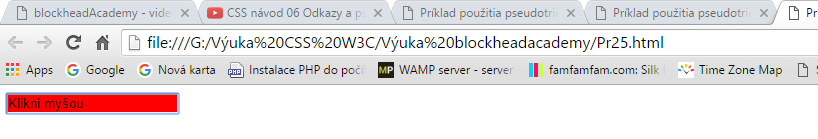 blockheadAcademy - vide
CSS návod 06 Odkazy a p
Príklad použitia pseudotri
Príklad použitia pseudotri
Pr
file:///G:/Výuka%20CSS%20W3C/Výuka%20blockheadacademy/Pr25.html
Apps
Google
Nová karta
Instalace PHP do poči
MP
WAMP server - server
famfamfam.com: Silk
Time Zone Map
Klikni myšou